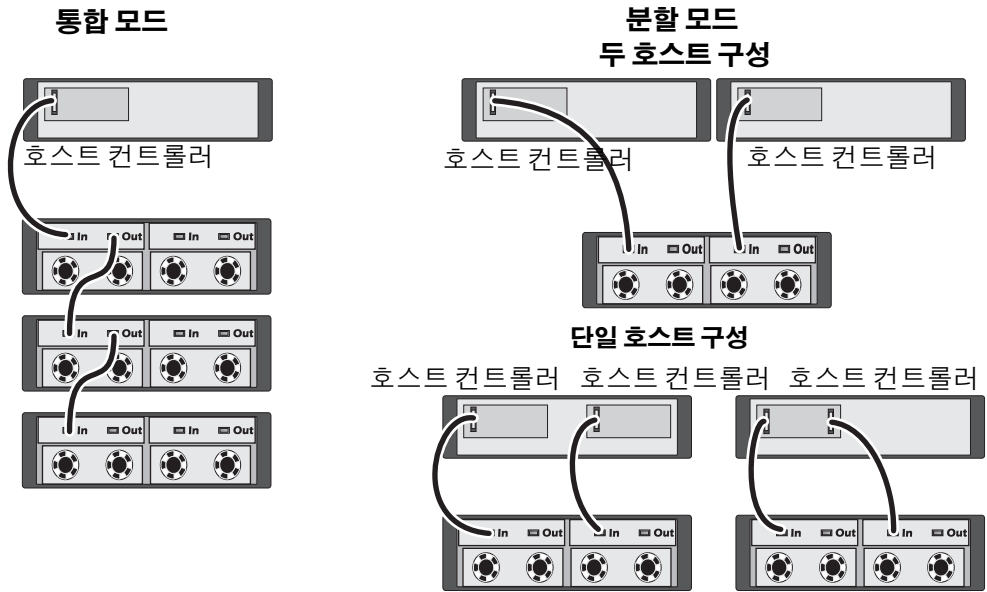 통합 모드
호스트 컨트롤러
In Out In Out
In Out In Out
In Out In Out
분할 모드
두 호스트 구성
호스트 컨트롤러 호스트 컨트롤러
In Out In Out
단일 호스트 구성
호스트 컨트롤러 호스트 컨트롤러 호스트 컨트롤러
In Out In Out In Out In Out